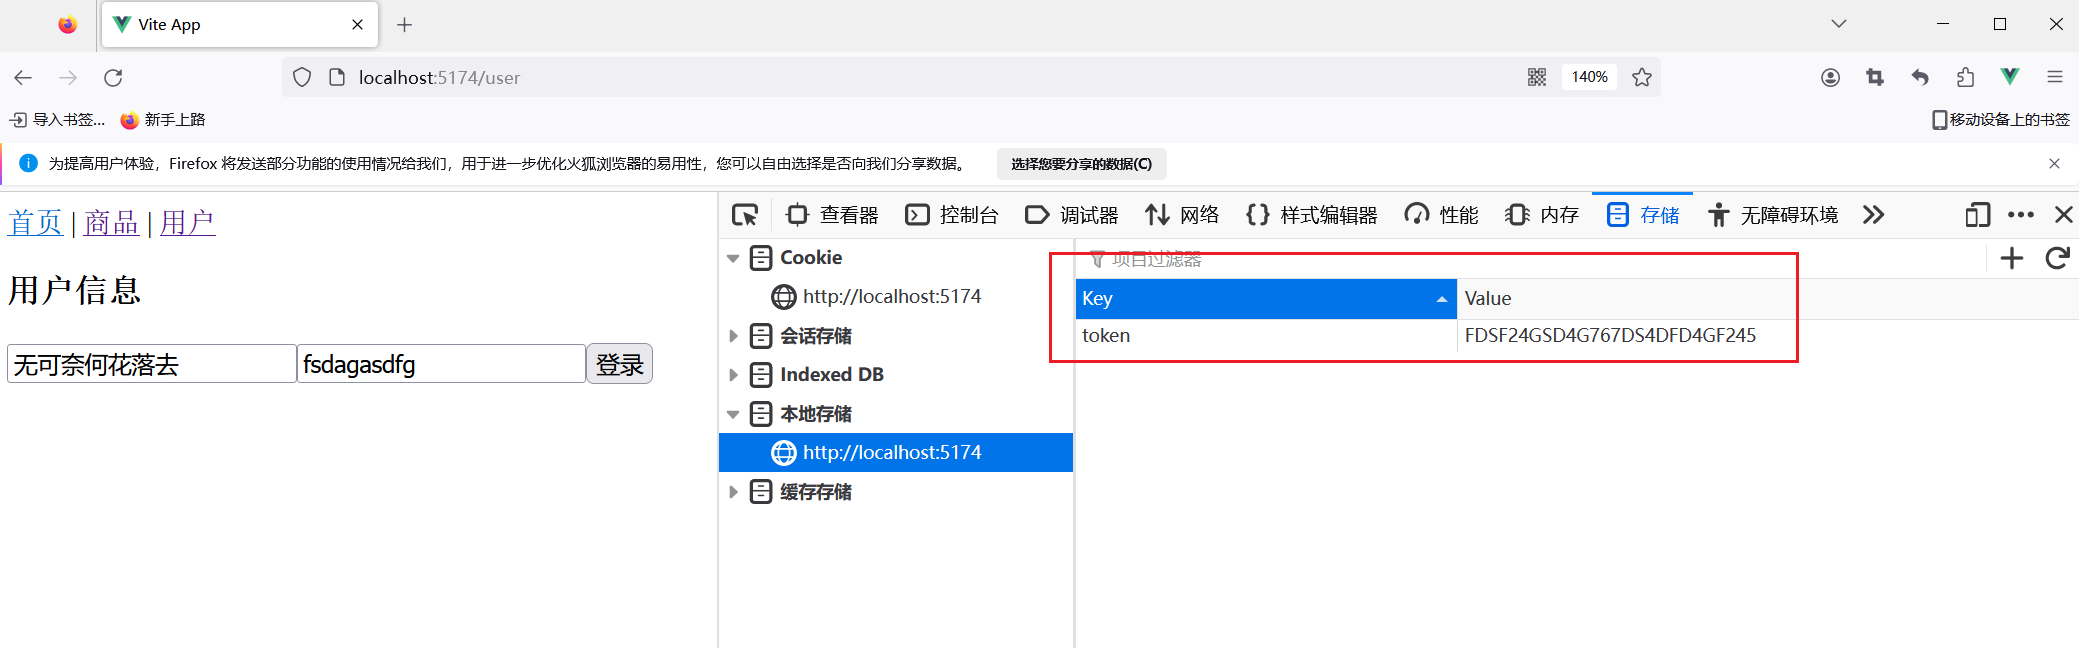 Vite App
localhost:5174/user
140%
导入书签...
新手上路
移动设备上的书签
为提高用户体验，Firefox 将发送部分功能的使用情况给我们，用于进一步优化火狐浏览器的易用性，您可以自由选择是否向我们分享数据。
选择您要分享的数据(C)
首页 | 商品 | 用户
用户信息
无可奈何花落去
fsdagasdfg
登录
查看器
控制台
调试器
网络
样式编辑器
性能
内存
存储
无障碍环境
Cookie
http://localhost:5174
会话存储
Indexed DB
本地存储
http://localhost:5174
缓存存储
项目过滤器
Key
Value
token
FDSF24GSD4G767DS4DFD4GF245